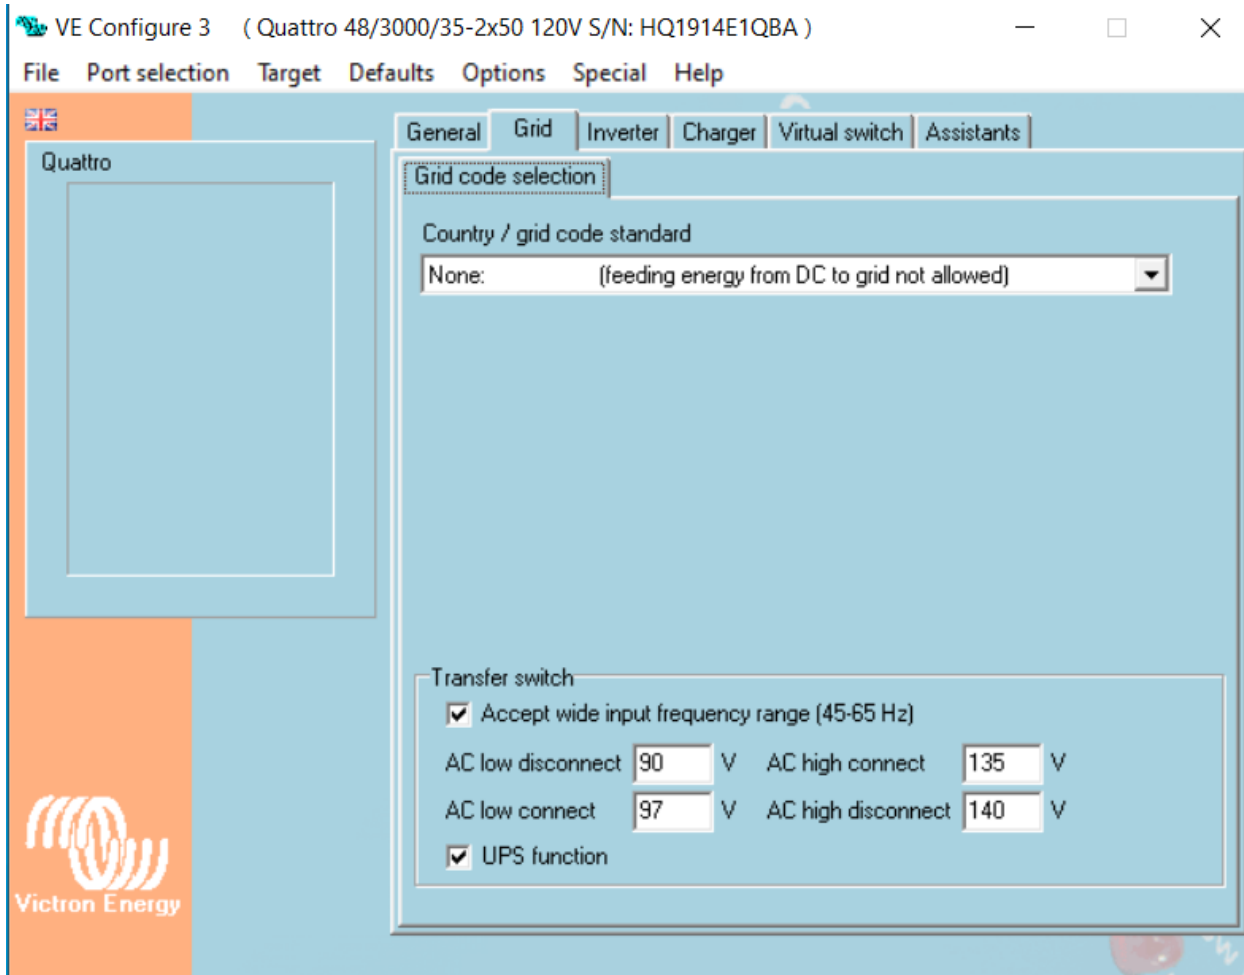 VE Configure 3 ( Quattro 48/3000/35-2x50 120V S/N: HQ1914E1QBA )
File Port selection Target Defaults Options Special Help
General Grid Inverter Charger Virtual switch Assistants
Quattro
Grid code selection
Country / grid code standard
None: (feeding energy from DC to grid not allowed)
Transfer switch
Accept wide input frequency range (45-65 Hz)
AC low disconnect 90 V AC high connect 135 V
AC low connect 97 V AC high disconnect 140 V
UPS function
Victron Energy